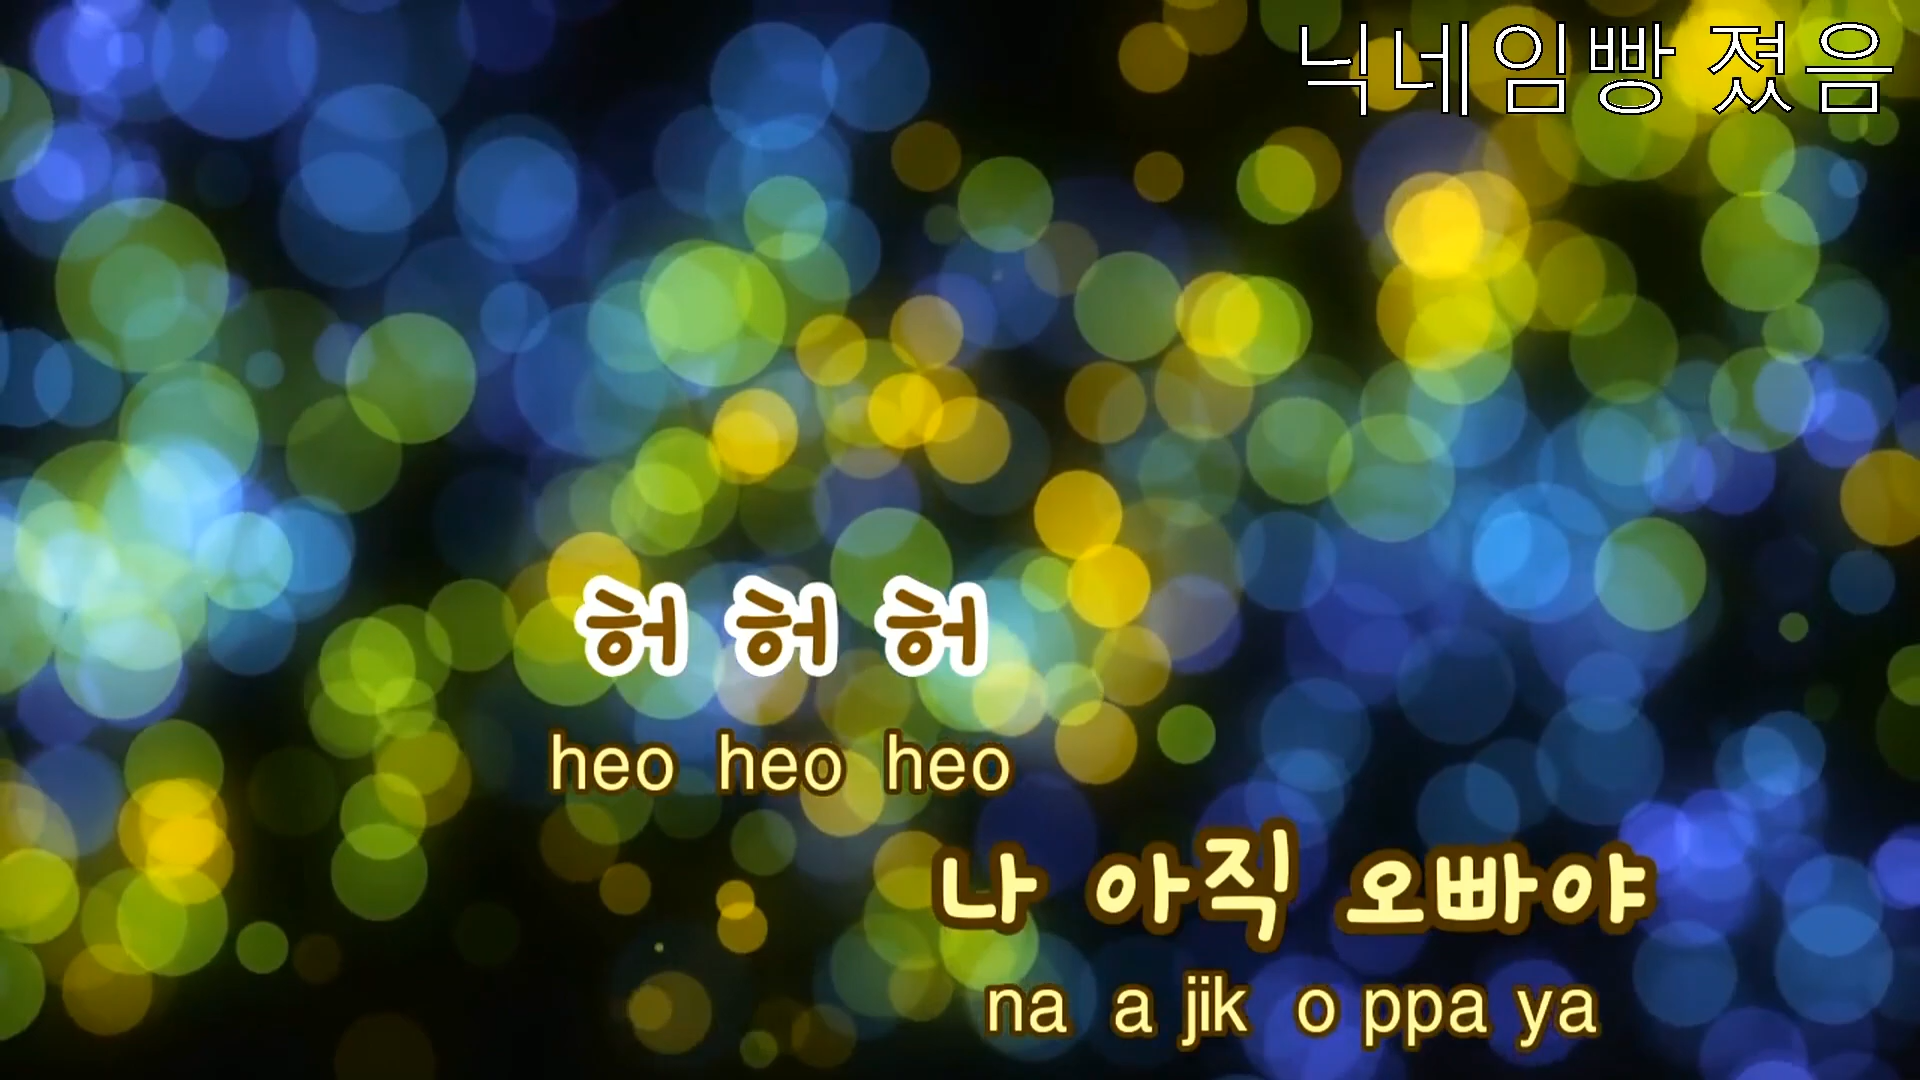 닉네임빵 졌음
허 허 허
heo heo heo
나 아직 오빠야
na a jik o ppa ya